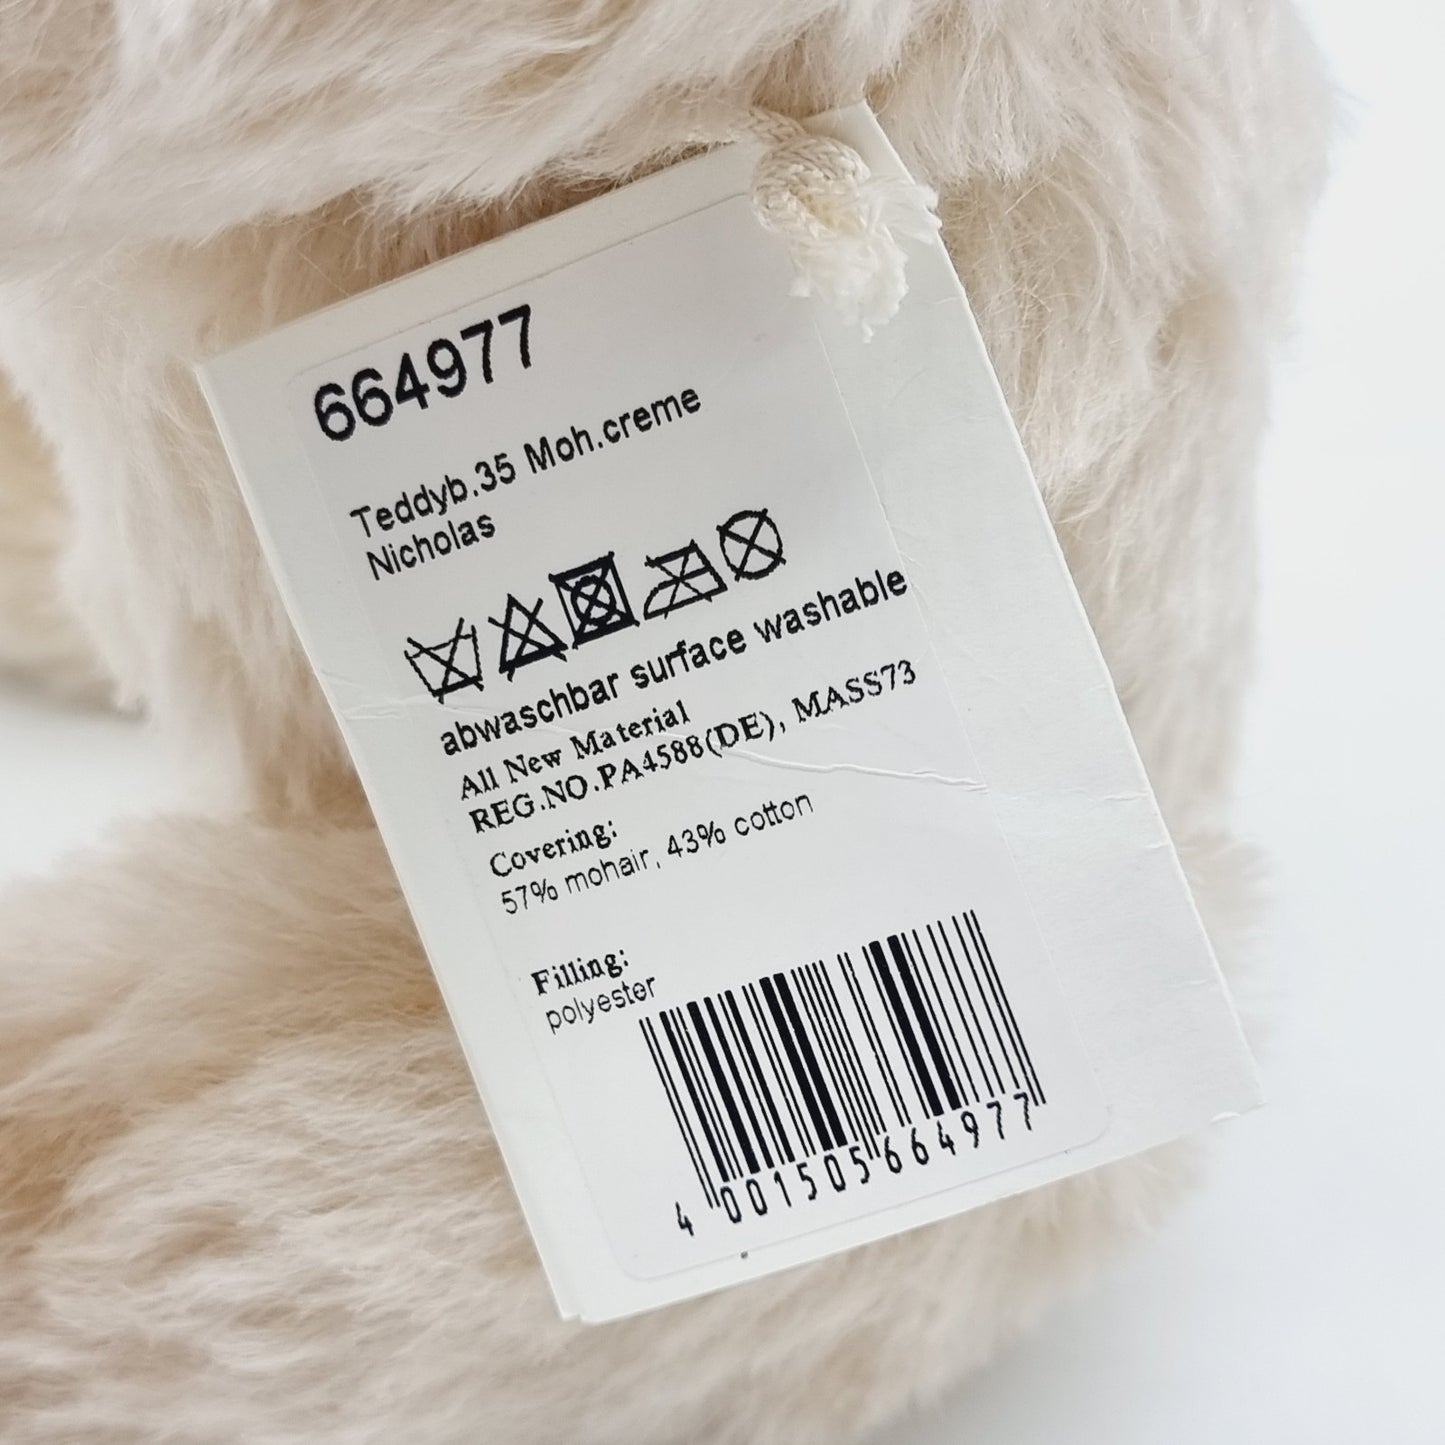 664977
Teddyb.35 Moh.creme
Nicholas
abwaschbar surface washable
All New Material
REG.NO.PA4588(DE), MASS73
Covering:
57% mohair, 43% cotton
Filling:
polyester
4 001505 664977